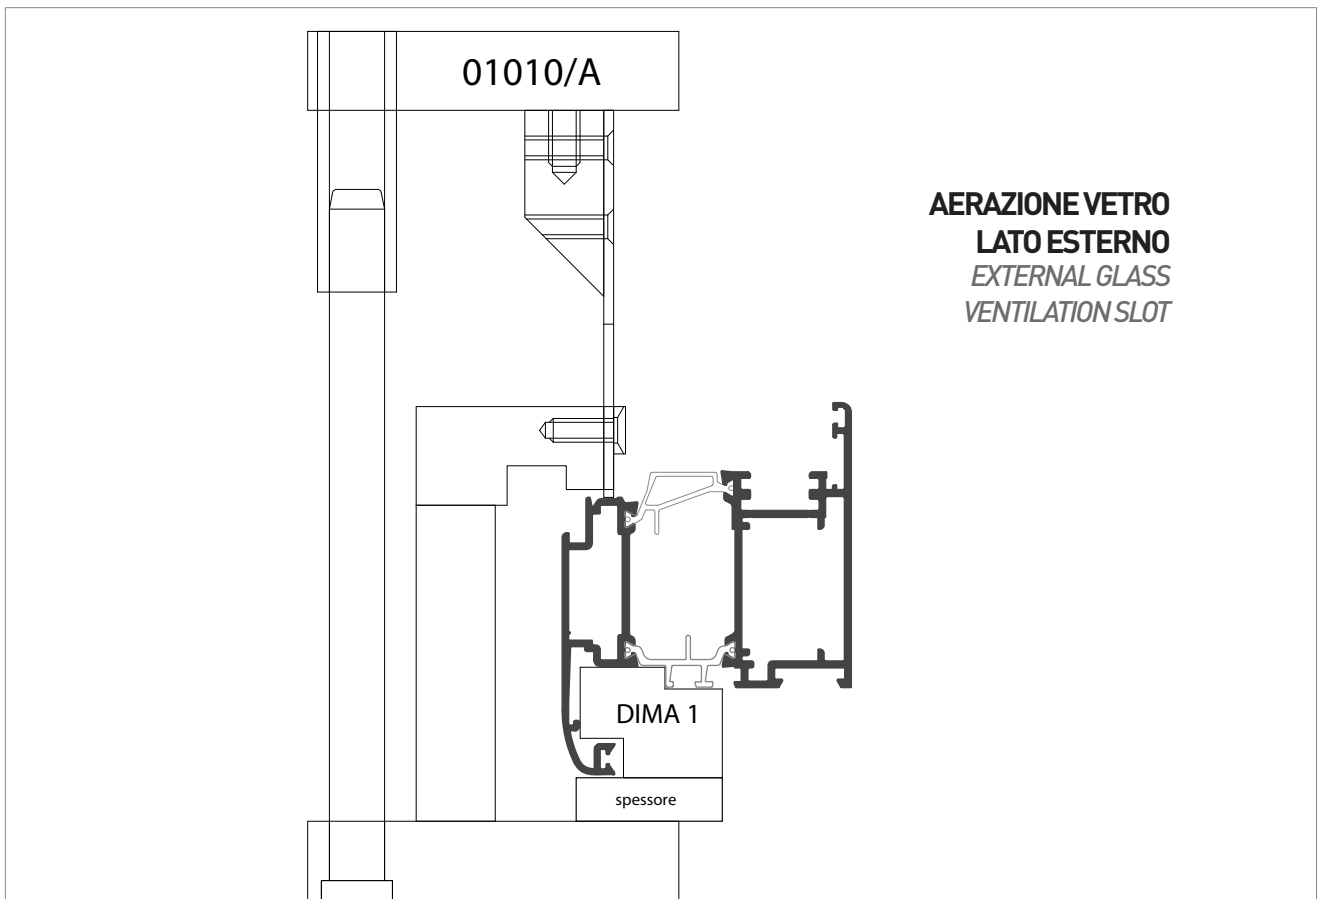 01010/A
AERAZIONE VETRO
LATO ESTERNO
EXTERNAL GLASS
VENTILATION SLOT
DIMA 1
spessore